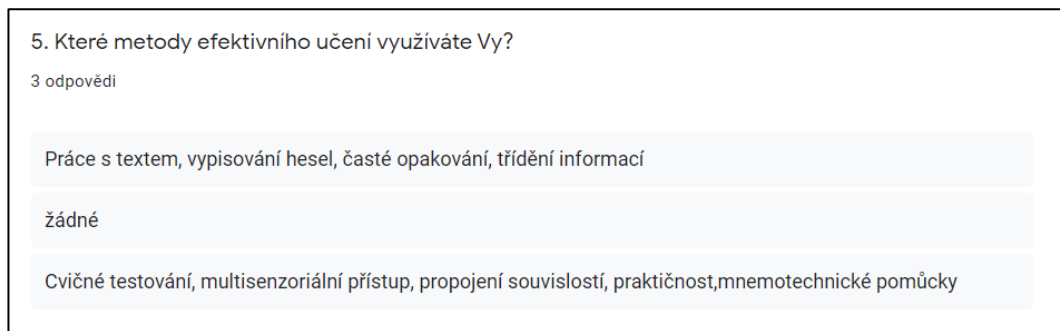 5. Které metody efektivního učení využíváte Vy?
3 odpovědi
Práce s textem, vypisování hesel, časté opakování, třídění informací
žádné
Cvičné testování, multisenzoriální přístup, propojení souvislostí, praktičnost,mnemotechnické pomůcky